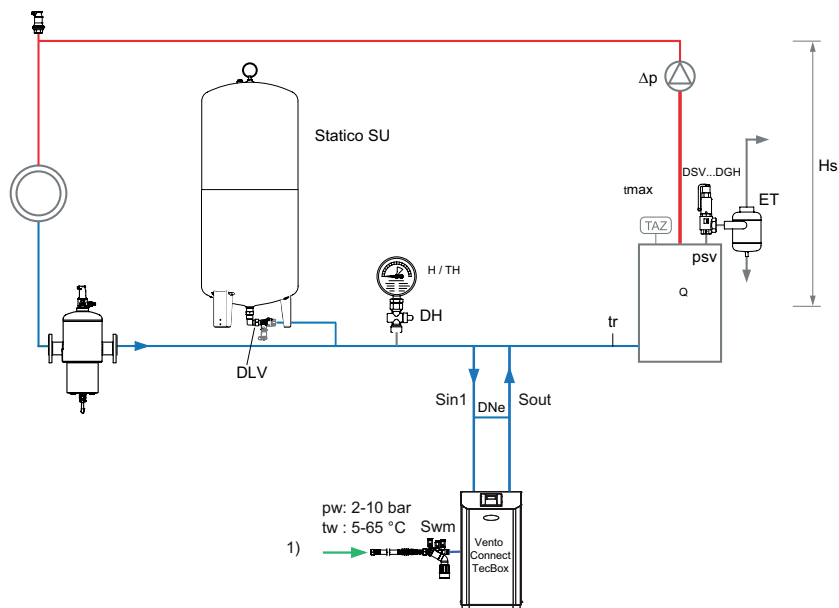 Δp
Statico SU
Hs
DSV...DGH
tmax
ET
TAZ
psv
H / TH
Q
DH
tr
DLV
Sin1
DNe
Sout
pw: 2-10 bar
tw : 5-65 °C
Swm
1)
Vento
Connect
TecBox